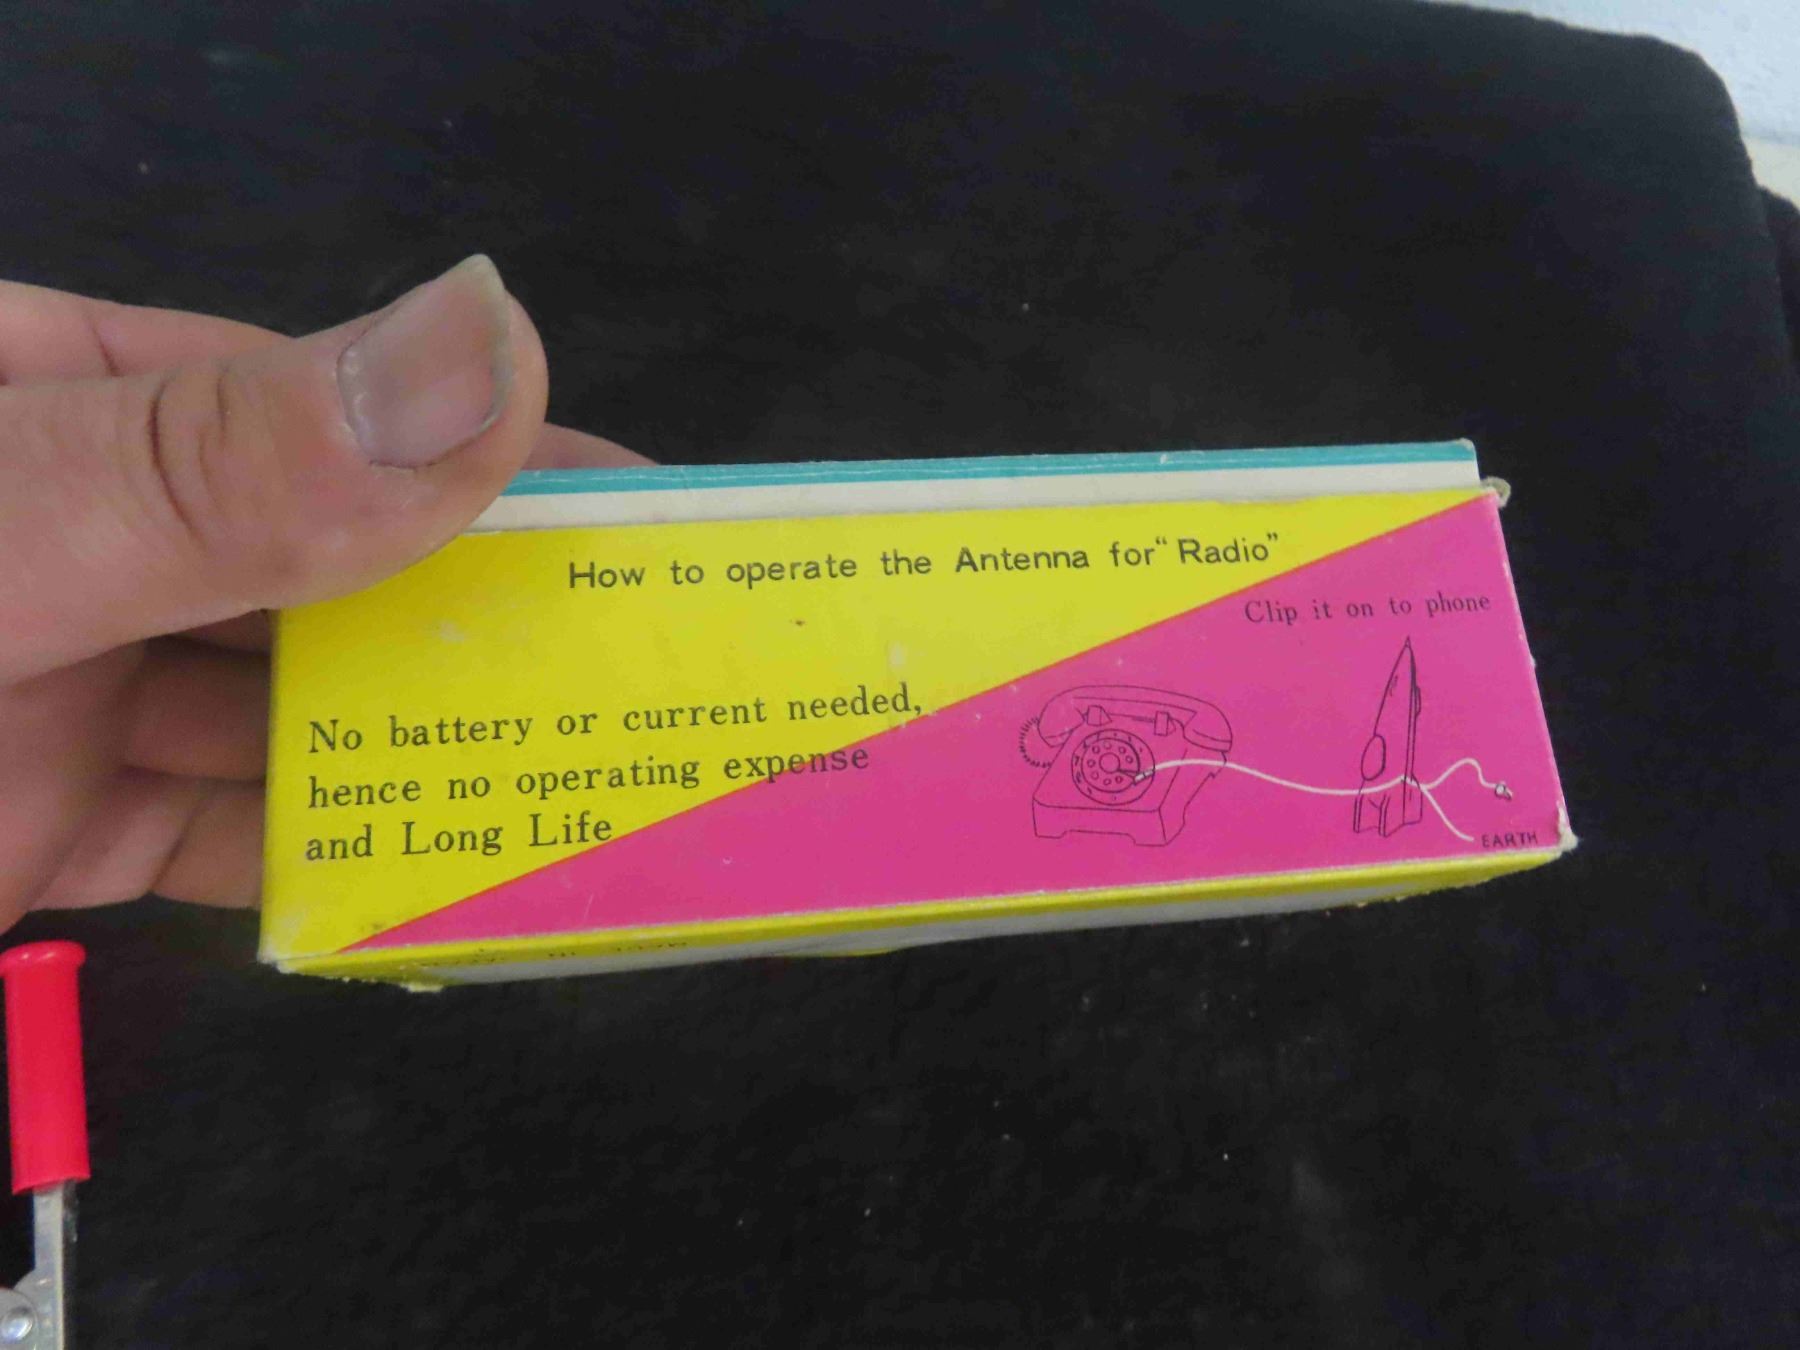 How to operate the Antenna for "Radio"
Clip it on to phone
No battery or current needed,
hence no operating expense
and Long Life
EARTH